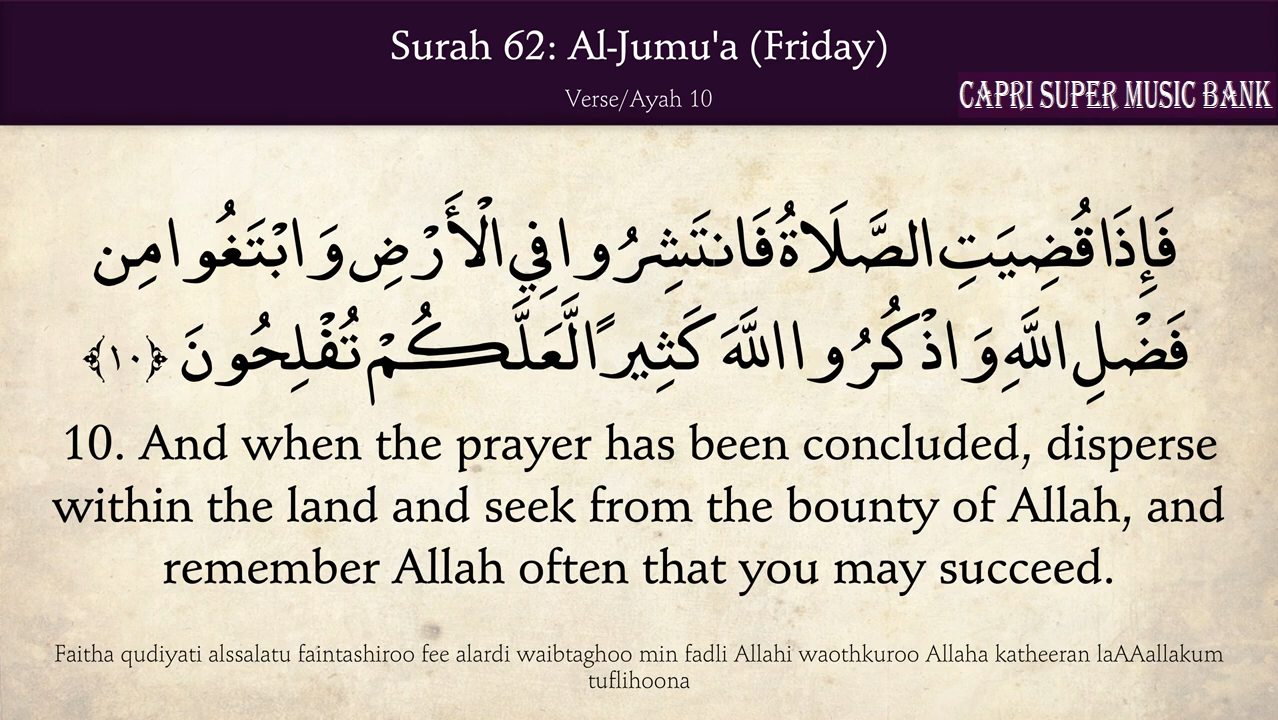 Surah 62: Al-Jumu'a (Friday)
Verse/Ayah 10
CAPRI SUPER MUSIC BANK
فَإِذَا قُضِيَتِ الصَّلَاةُ فَانتَشِرُوا فِي الْأَرْضِ وَابْتَغُوا مِن
فَضْلِ اللَّهِ وَاذْكُرُوا اللَّهَ كَثِيرًا لَّعَلَّكُمْ تُفْلِحُونَ ﴿١٠﴾
10. And when the prayer has been concluded, disperse
within the land and seek from the bounty of Allah, and
remember Allah often that you may succeed.
Faitha qudiyati alssalatu faintashiroo fee alardi waibtaghoo min fadli Allahi waothkuroo Allaha katheeran laAAallakum
tuflihoona